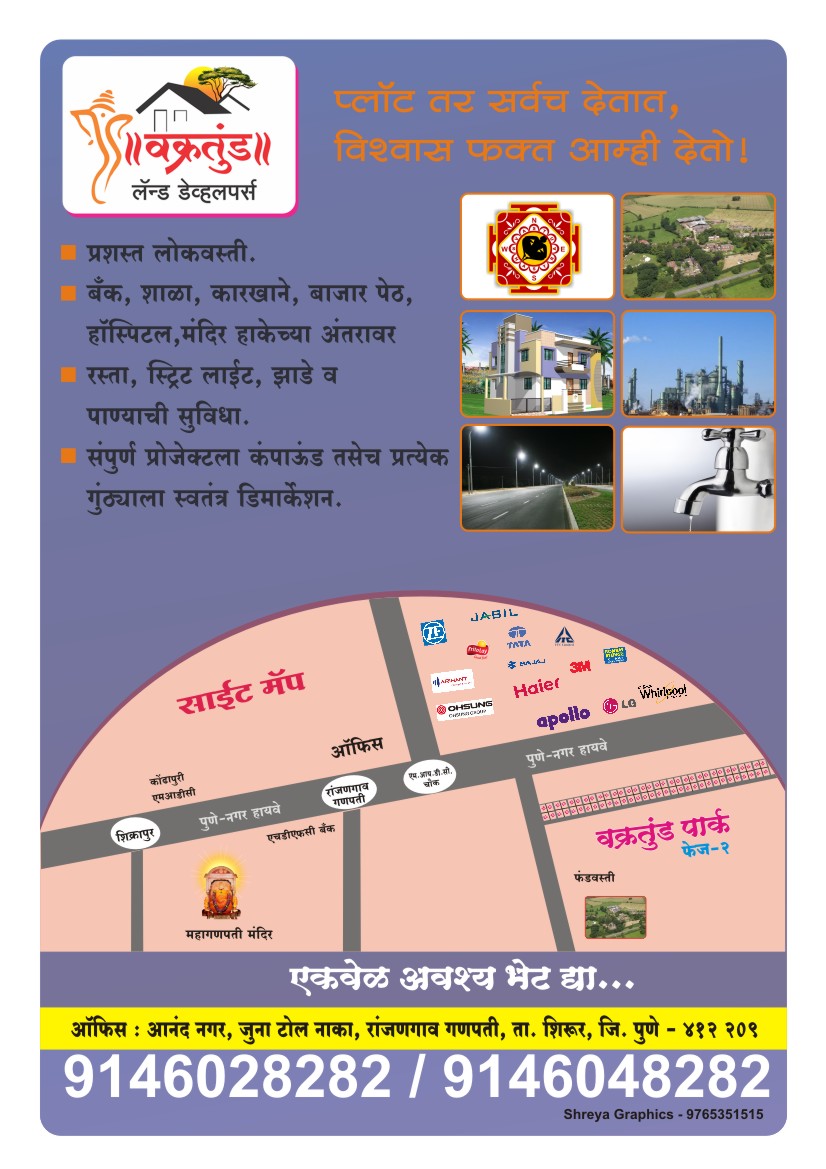 ॥वक्रतुंड॥
लॅन्ड डेव्हलपर्स
प्लॉट तर सर्वच देतात,
विश्वास फक्त आम्ही देतो!
प्रशस्त लोकवस्ती.
बँक, शाळा, कारखाने, बाजार पेठ,
हॉस्पिटल,मंदिर हाकेच्या अंतरावर
रस्ता, स्ट्रिट लाईट, झाडे व
पाण्याची सुविधा.
संपुर्ण प्रोजेक्टला कंपाऊंड तसेच प्रत्येक
गुंठ्याला स्वतंत्र डिमार्केशन.
N
W E
S
साईट मॅप
JABIL
ZF
TATA
BAJAJ
3M
ARIHANT
Haier
OHSUNG
apollo
LG
Whirlpool
ऑफिस
कोंढापुरी
एमआडीसी
पुणे-नगर हायवे
शिक्रापुर
रांजणगाव
गणपती
एम.आय.डी.सी.
चौक
पुणे-नगर हायवे
एचडीएफसी बँक
महागणपती मंदिर
वक्रतुंड पार्क
फेज-२
फंडवस्ती
एकवेळ अवश्य भेट द्या...
ऑफिस : आनंद नगर, जुना टोल नाका, रांजणगाव गणपती, ता. शिरूर, जि. पुणे - ४१२ २०९
9146028282 / 9146048282
Shreya Graphics - 9765351515